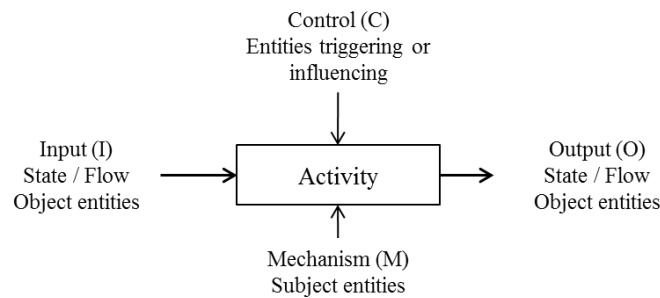 Control (C)
Entities triggering or
influencing
Input (I)
State / Flow
Object entities
Activity
Output (O)
State / Flow
Object entities
Mechanism (M)
Subject entities